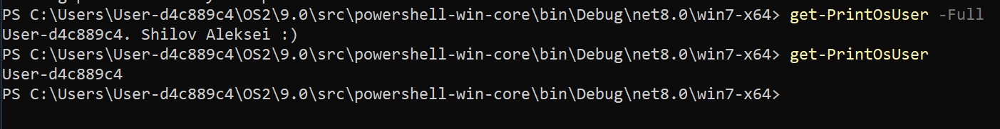 PS C:\Users\User-d4c889c4\OS2\9.0\src\powershell-win-core\bin\Debug\net8.0\win7-x64> get-PrintOsUser -Full
User-d4c889c4. Shilov Aleksei :)
PS C:\Users\User-d4c889c4\OS2\9.0\src\powershell-win-core\bin\Debug\net8.0\win7-x64> get-PrintOsUser
User-d4c889c4
PS C:\Users\User-d4c889c4\OS2\9.0\src\powershell-win-core\bin\Debug\net8.0\win7-x64>